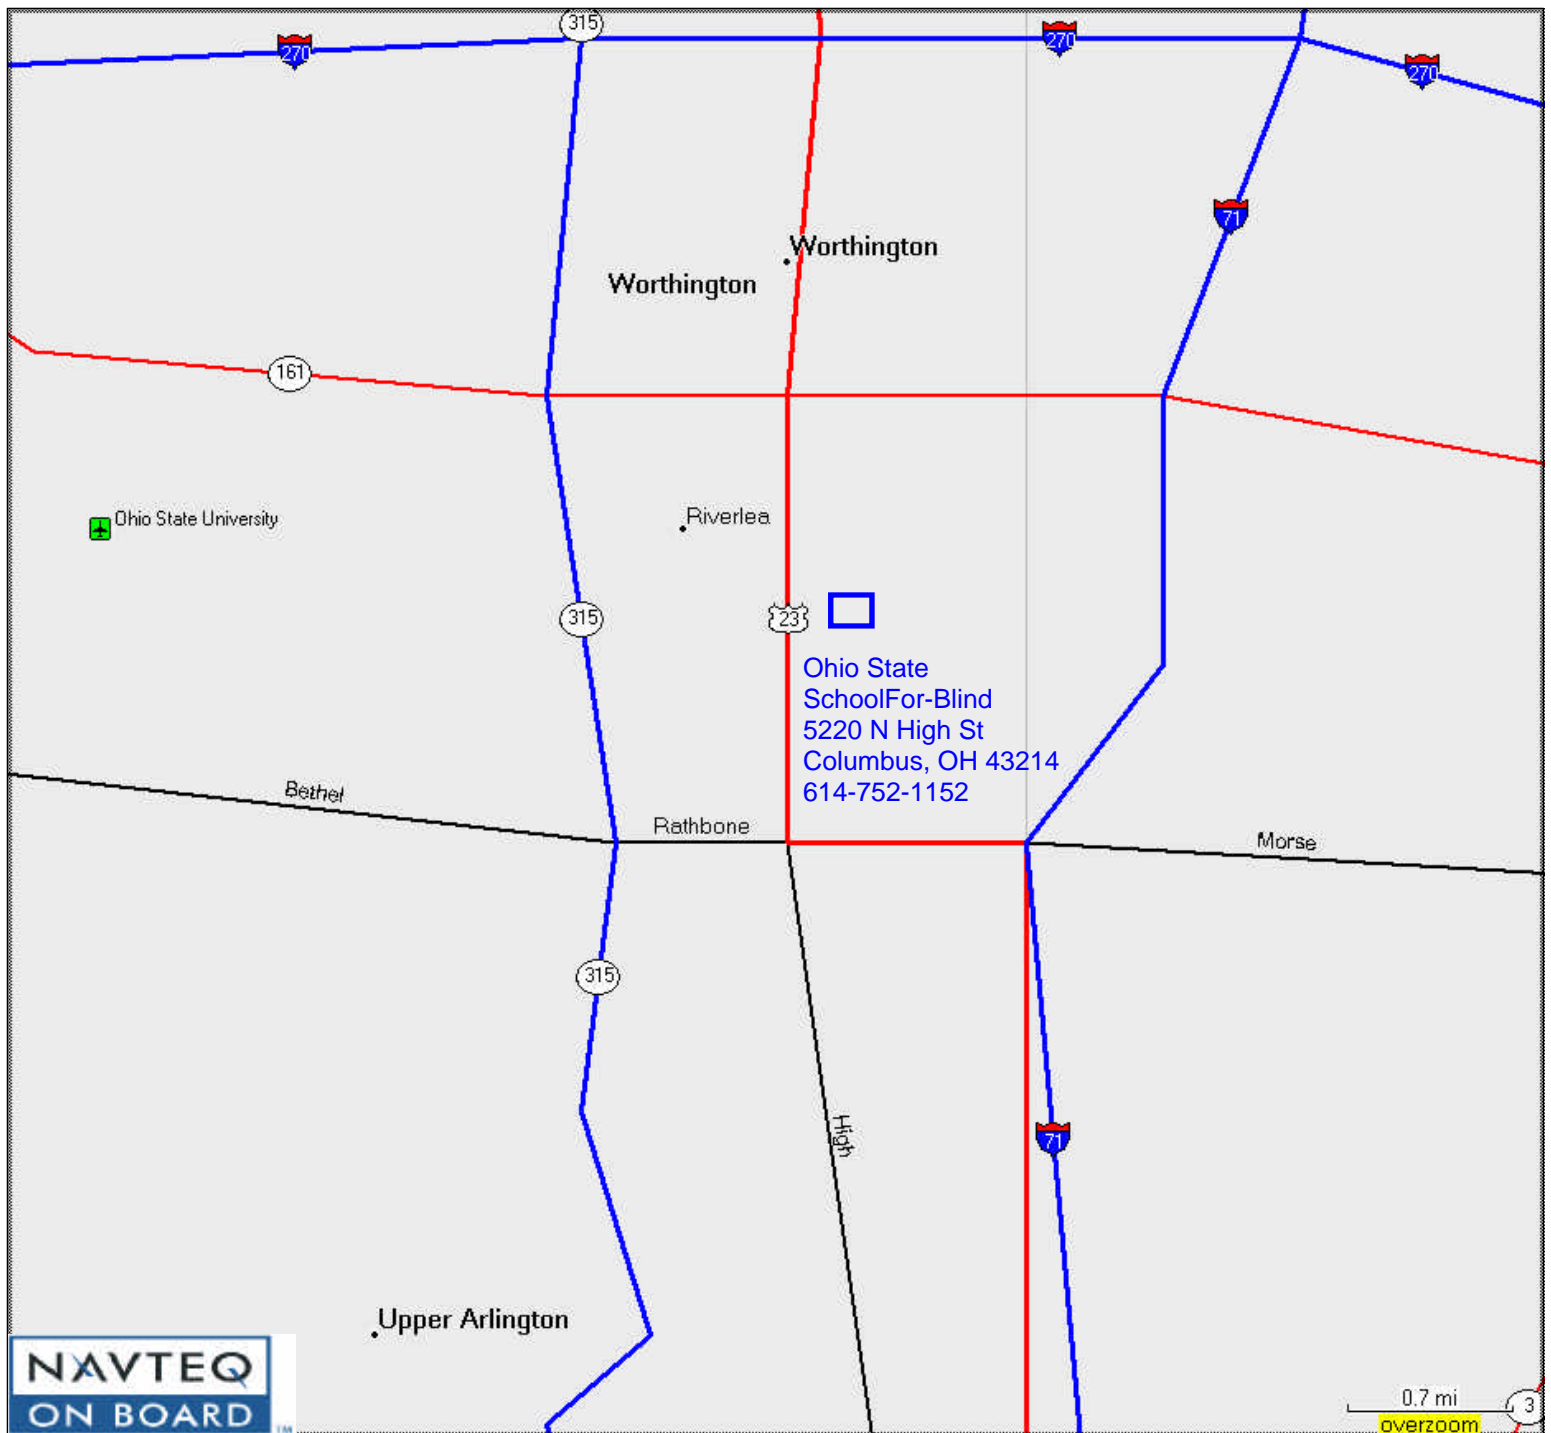 315
270
270
270
71
Worthington
Worthington
161
Ohio State University
Riverlea
315
23
Ohio State
SchoolFor-Blind
5220 N High St
Columbus, OH 43214
614-752-1152
Bethel
Rathbone
Morse
315
High
71
Upper Arlington
NAVTEQ
ON BOARD ™
0.7 mi
3
overzoom